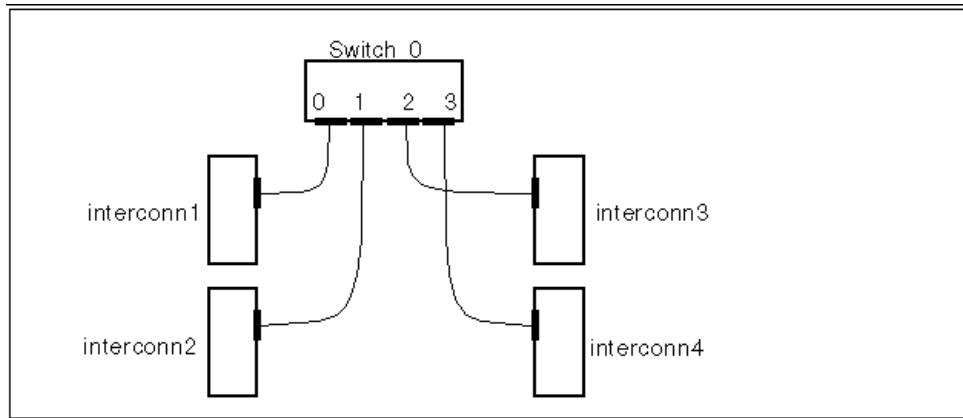 Switch 0
0 1 2 3
interconn1
interconn3
interconn2
interconn4